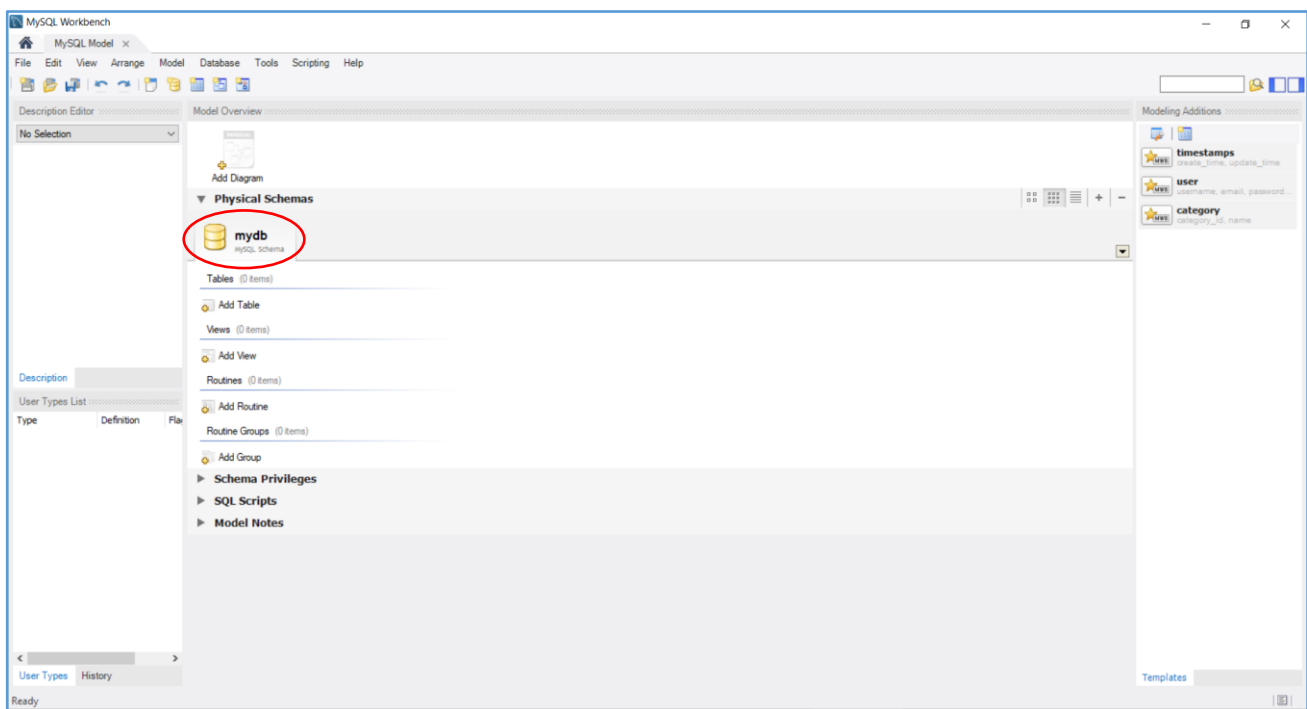 MySQL Workbench
MySQL Model
File Edit View Arrange Model Database Tools Scripting Help
Description Editor
No Selection
Description
User Types List
Type Definition Flag
User Types History
Model Overview
Add Diagram
Physical Schemas
mydb
MySQL Schema
Tables (0 items)
Add Table
Views (0 items)
Add View
Routines (0 items)
Add Routine
Routine Groups (0 items)
Add Group
Schema Privileges
SQL Scripts
Model Notes
Modeling Additions
timestamps
create_time, update_time
user
username, email, password...
category
category_id, name
Templates
Ready